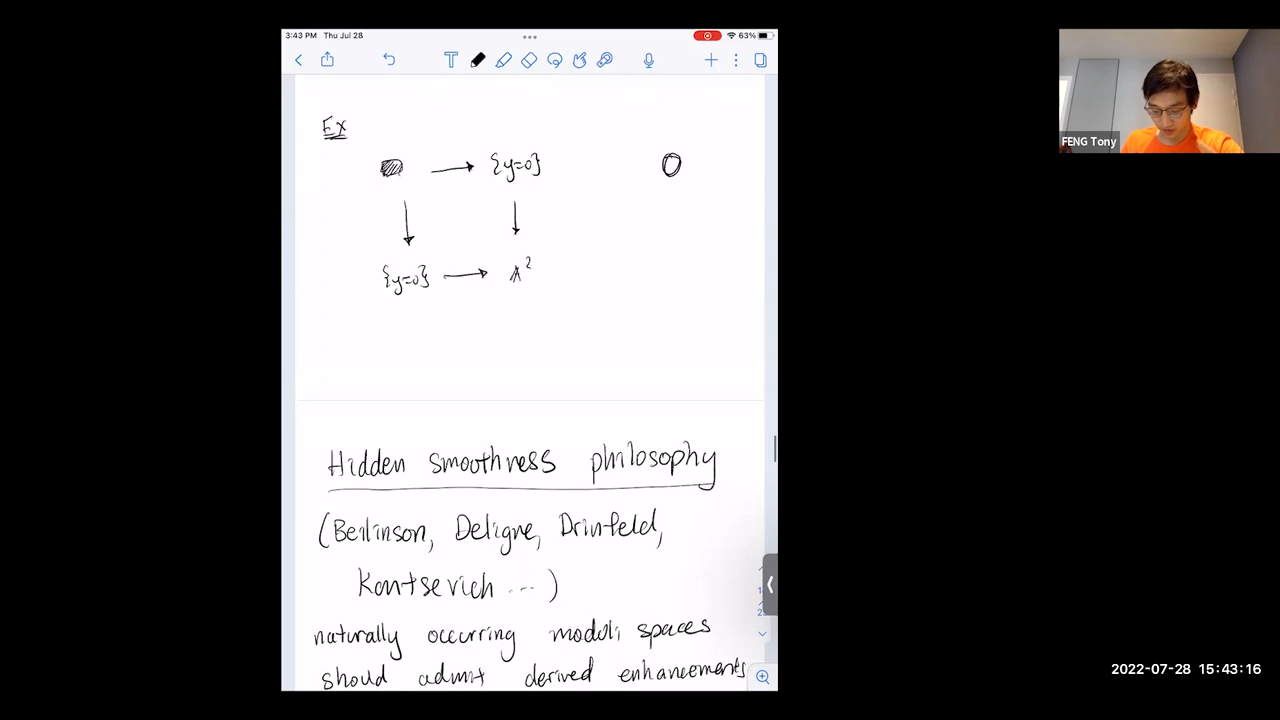 3:43 PM Thu Jul 28
63%
Ex
{y=0}
{y=0}
A²
Hidden smoothness philosophy
(Beilinson, Deligne, Drinfeld,
Kontsevich ...)
naturally occurring moduli spaces
should admit derived enhancements
FENG Tony
2022-07-28 15:43:16